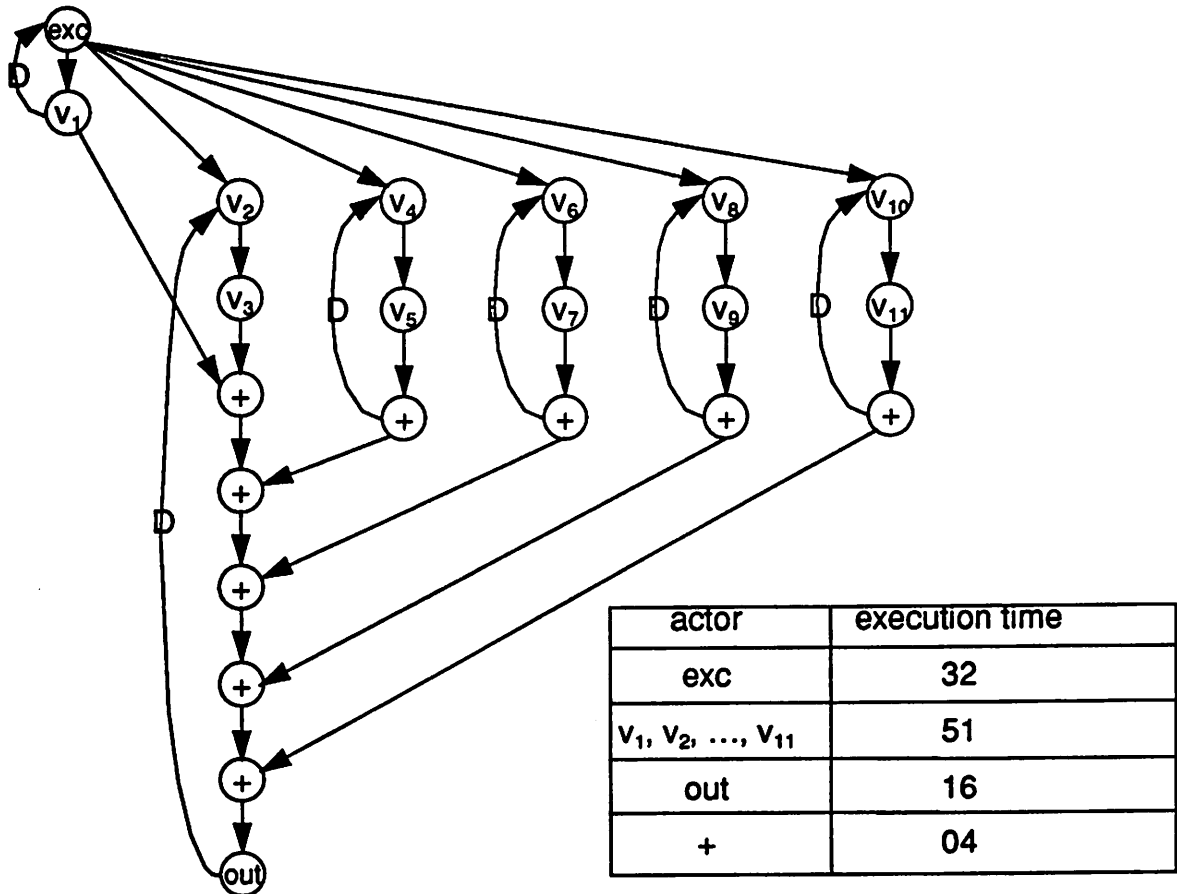 exc
D
v1
v2 v4 v6 v8 v10
v3 v5 v7 v9 v11
D D D D
+ + + + +
+
D
+
+
+
out
actor execution time
exc 32
v1, v2, ..., v11 51
out 16
+ 04